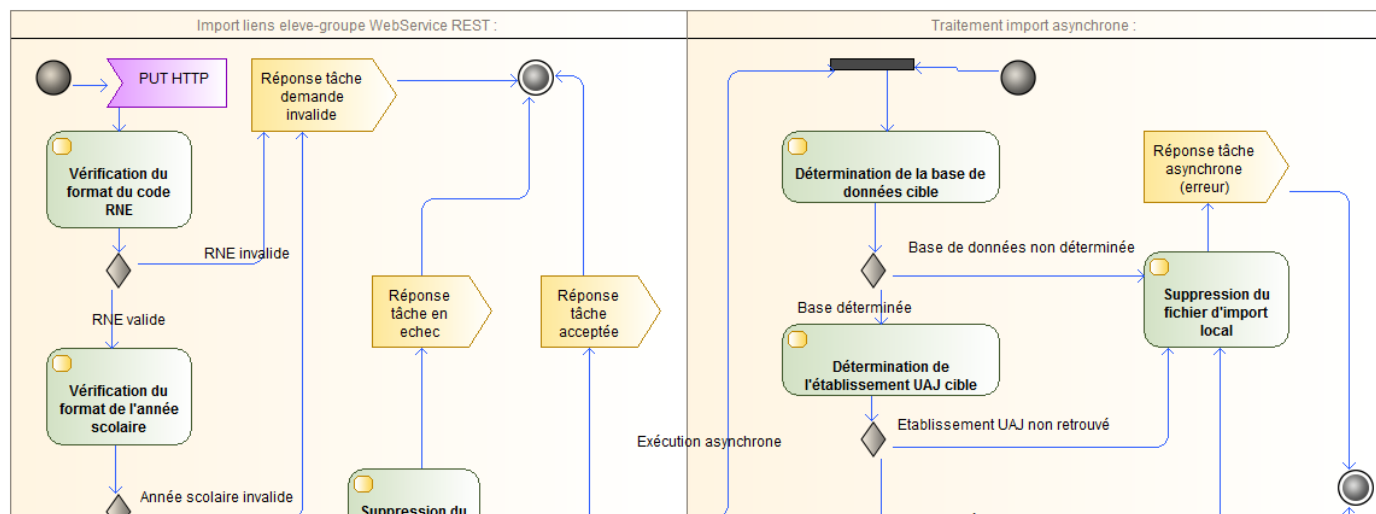 Import liens eleve-groupe WebService REST :
Traitement import asynchrone :
PUT HTTP
Réponse tâche
demande
invalide
Vérification du
format du code
RNE
RNE invalide
RNE valide
Vérification du
format de l'année
scolaire
Année scolaire invalide
Réponse
tâche en
echec
Réponse
tâche
acceptée
Suppression du
Exécution asynchrone
Détermination de la base de
données cible
Base de données non déterminée
Base déterminée
Détermination de
l'établissement UAJ cible
Etablissement UAJ non retrouvé
Réponse tâche
asynchrone
(erreur)
Suppression du
fichier d'import
local